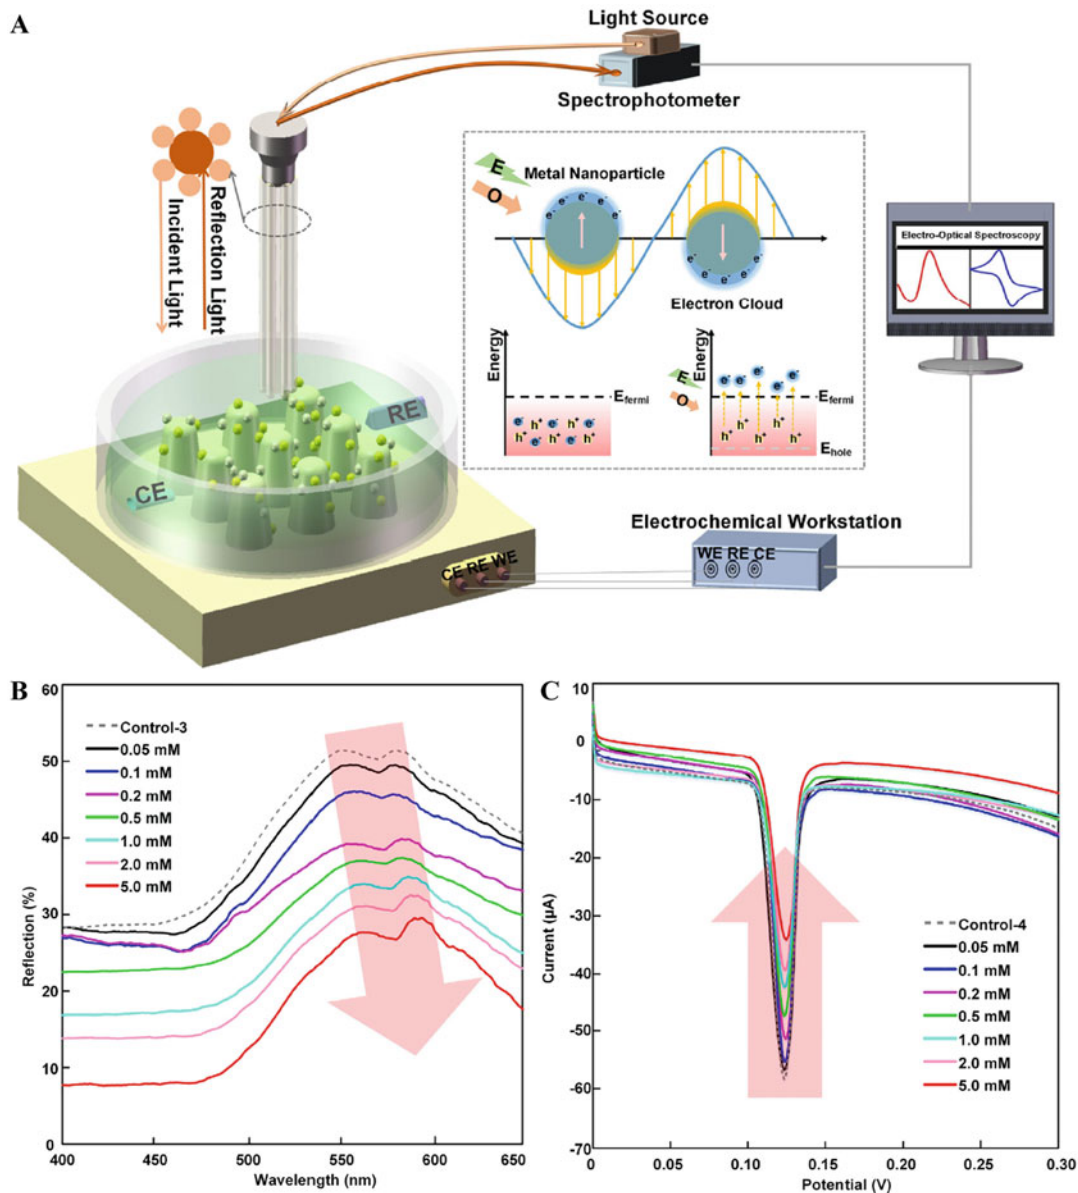 A
Light Source
Spectrophotometer
Incident Light
Reflection Light
E
O
Metal Nanoparticle
e- e- e- e- e-
e- e- e- e- e-
Electron Cloud
Electro-Optical Spectroscopy
Energy
Efermi
e- h+ e- h+ e-
h+ e- h+ e- h+
Energy
E
O
e- e- e- e- e-
Efermi
h+ h+ h+ h+ h+
Ehole
RE
CE
CE RE WE
Electrochemical Workstation
WE RE CE
B
60
50
40
30
20
10
0
Reflection (%)
Control-3
0.05 mM
0.1 mM
0.2 mM
0.5 mM
1.0 mM
2.0 mM
5.0 mM
400 450 500 550 600 650
Wavelength (nm)
C
10
0
-10
-20
-30
-40
-50
-60
-70
Current (μA)
Control-4
0.05 mM
0.1 mM
0.2 mM
0.5 mM
1.0 mM
2.0 mM
5.0 mM
0 0.05 0.10 0.15 0.20 0.25 0.30
Potential (V)